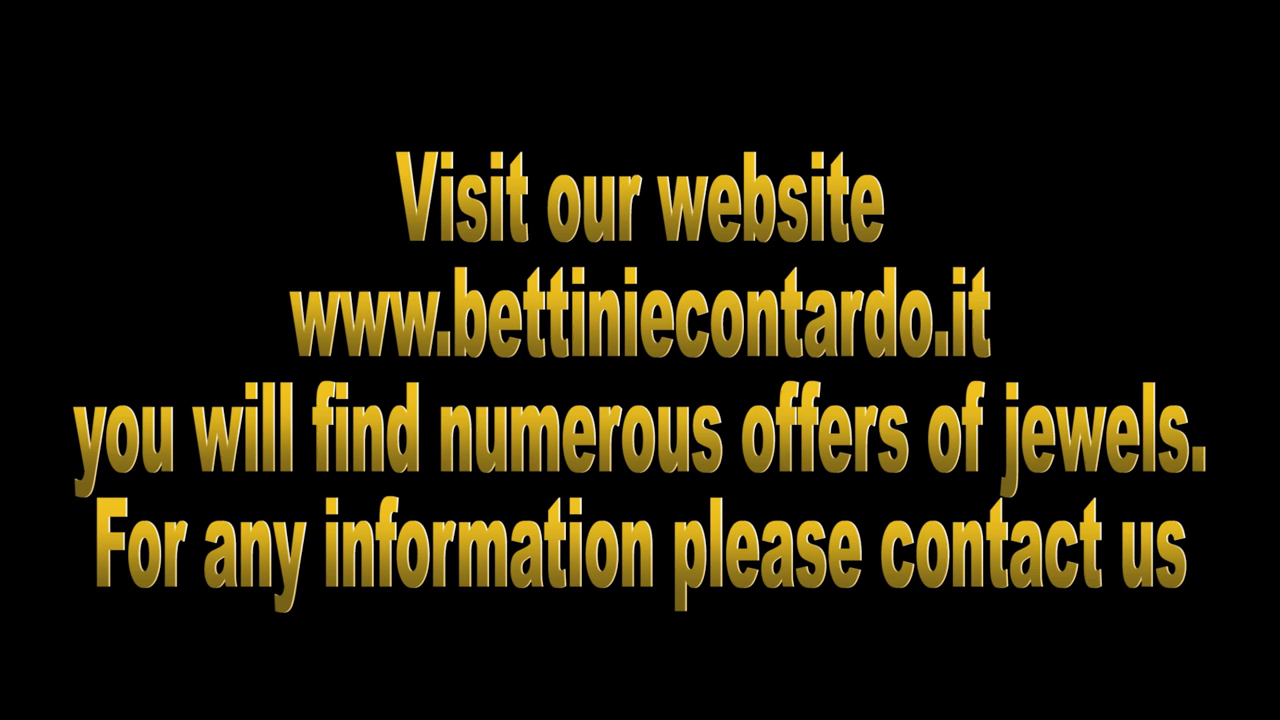 Visit our website
www.bettiniecontardo.it
you will find numerous offers of jewels.
For any information please contact us